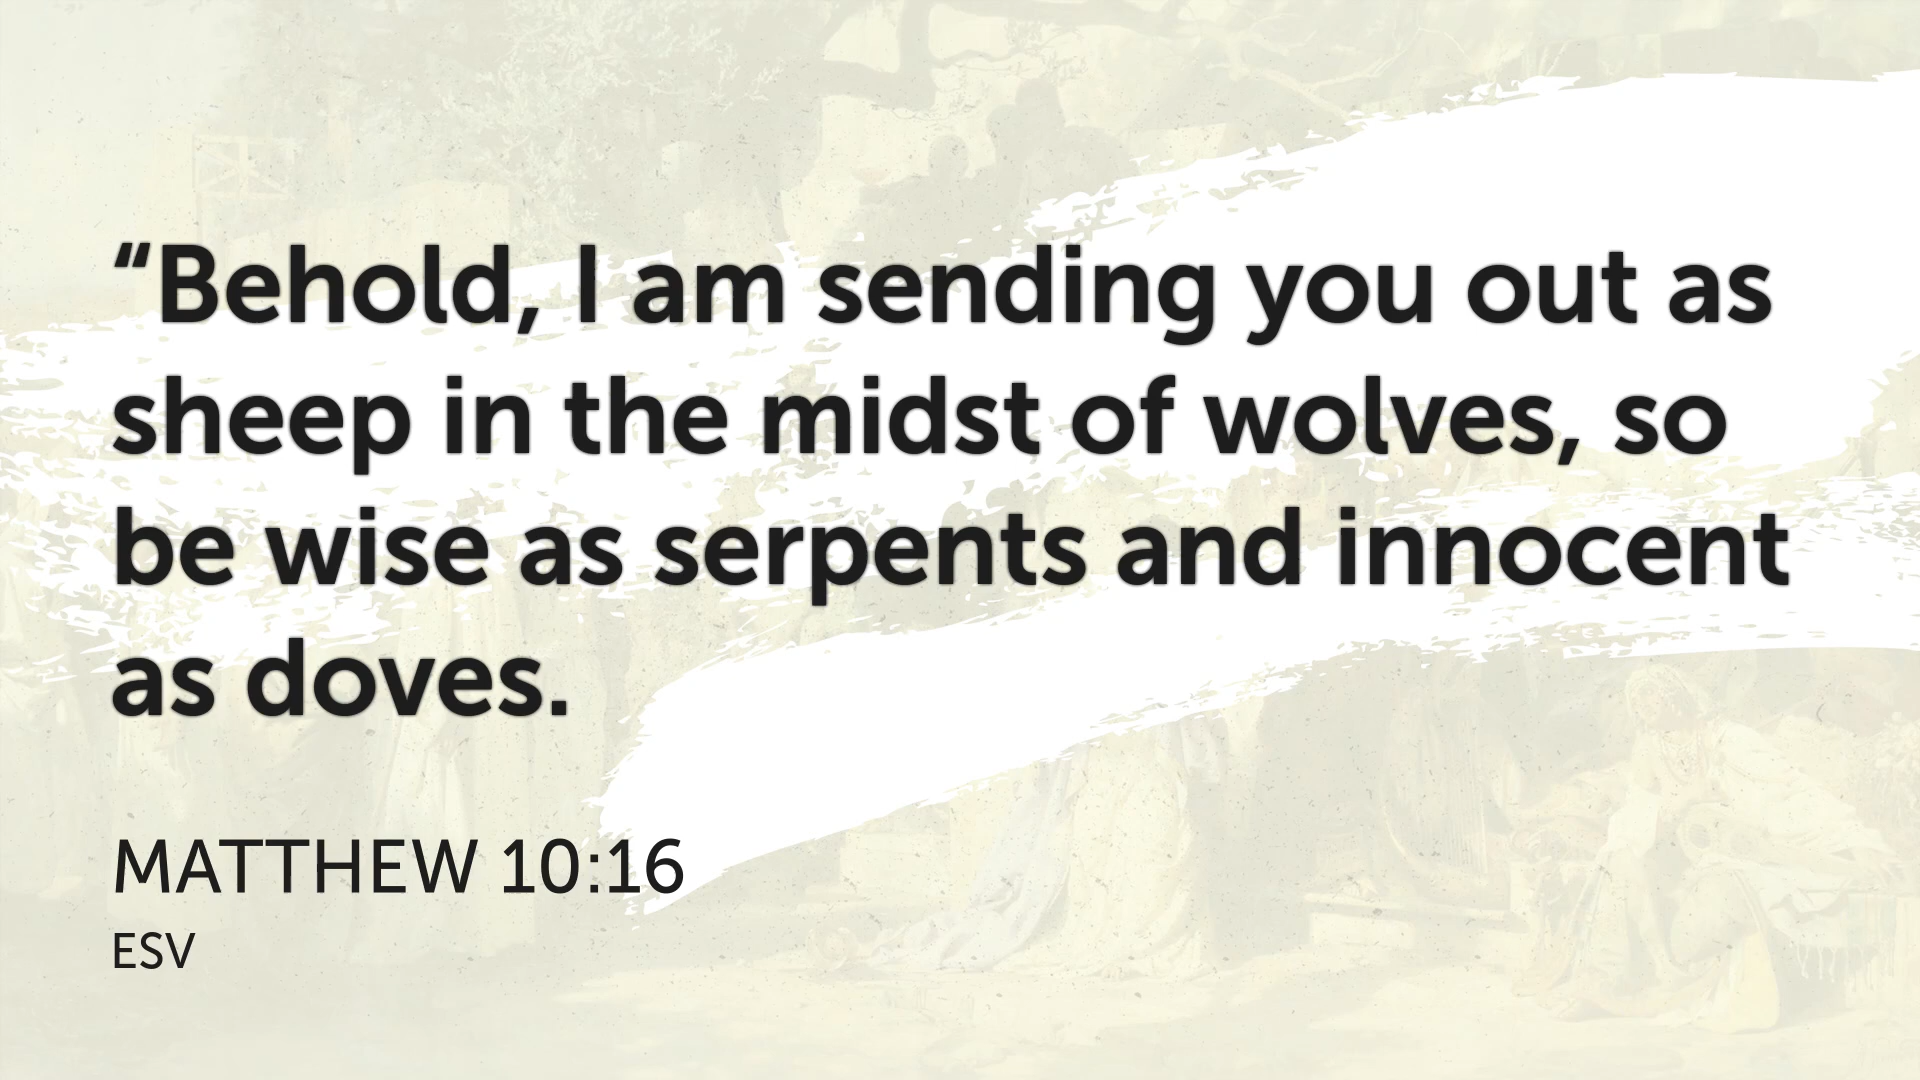 “Behold, I am sending you out as
sheep in the midst of wolves, so
be wise as serpents and innocent
as doves.
MATTHEW 10:16
ESV